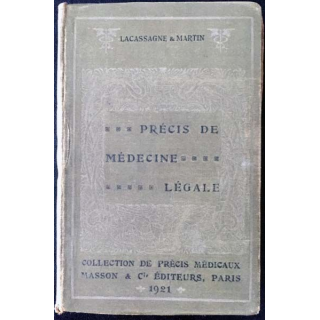 LACASSAGNE & MARTIN
PRÉCIS DE
MÉDECINE
LÉGALE
COLLECTION DE PRÉCIS MÉDICAUX
MASSON & Cie ÉDITEURS, PARIS
1921